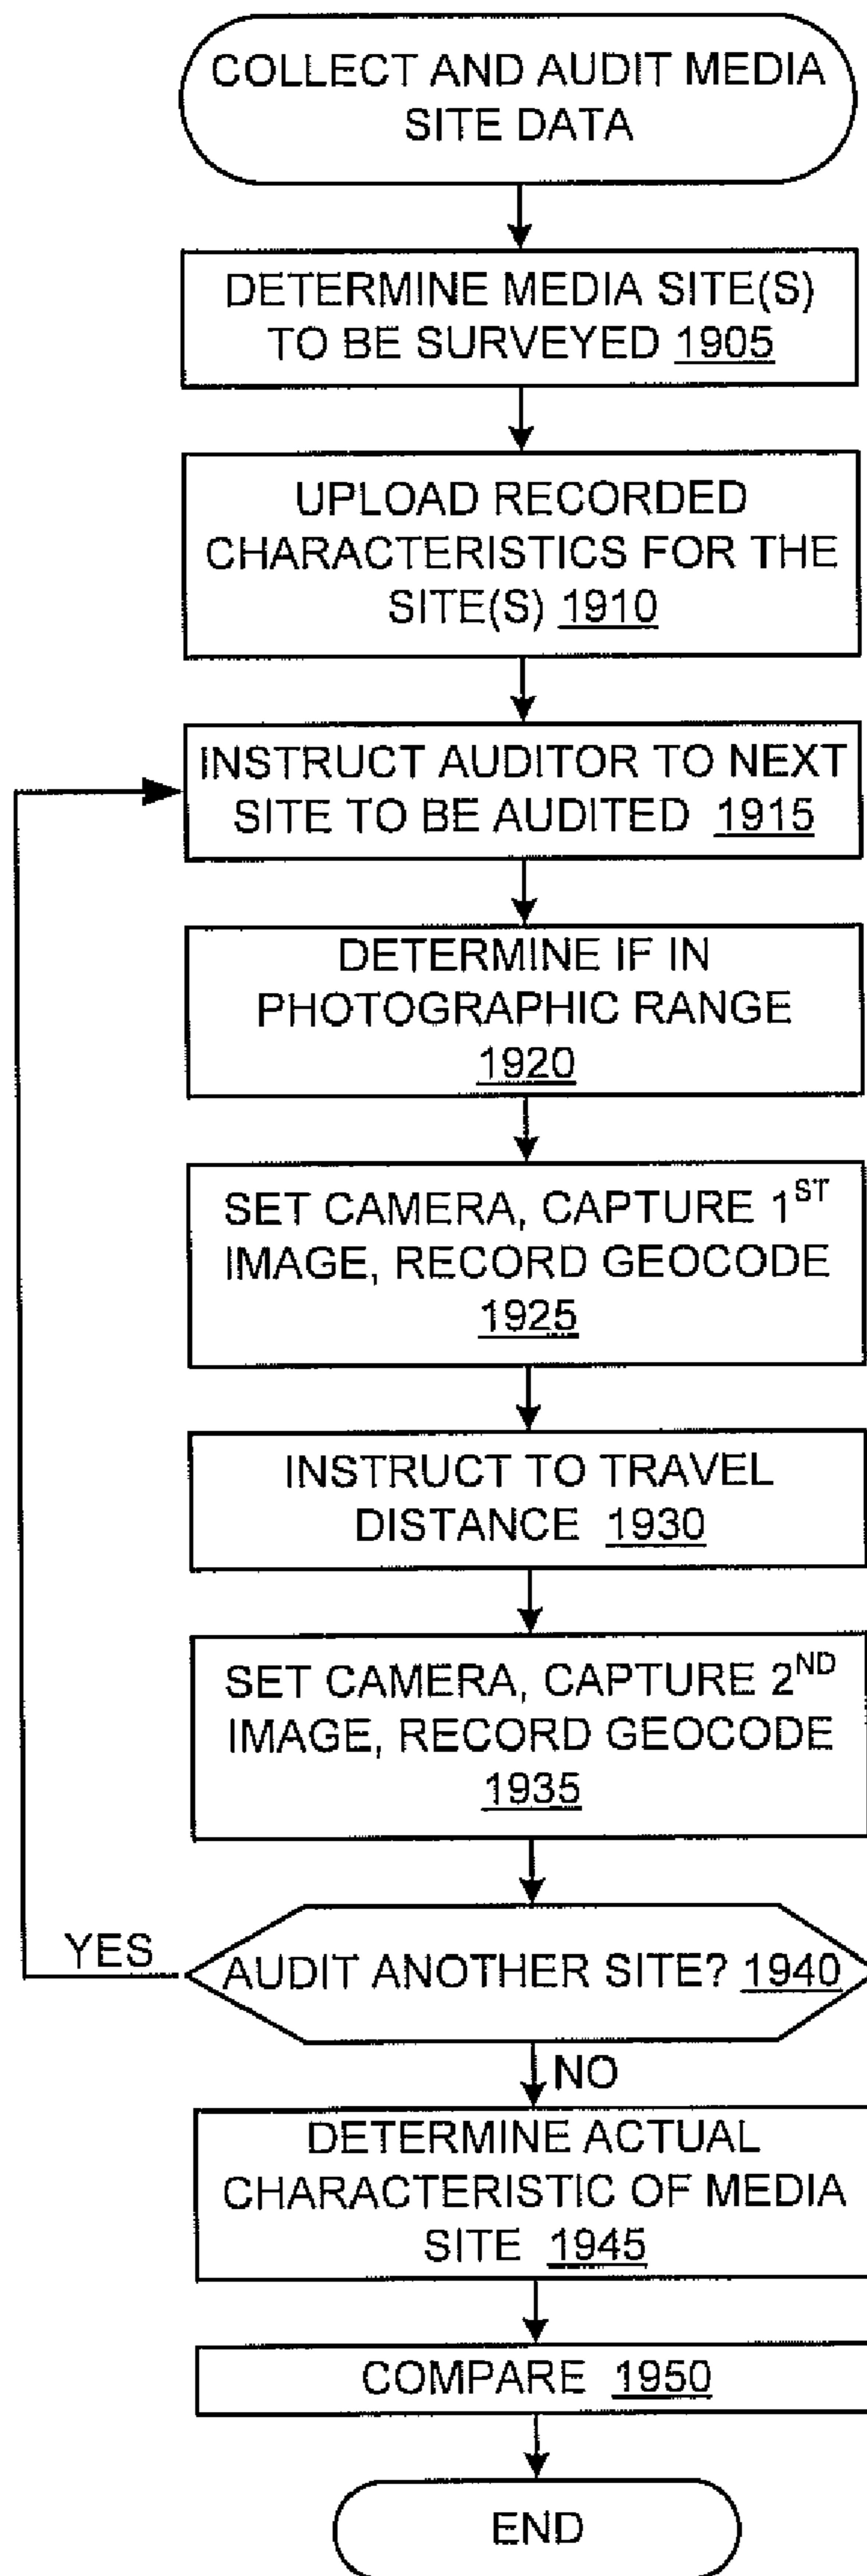 COLLECT AND AUDIT MEDIA
SITE DATA
DETERMINE MEDIA SITE(S)
TO BE SURVEYED 1905
UPLOAD RECORDED
CHARACTERISTICS FOR THE
SITE(S) 1910
INSTRUCT AUDITOR TO NEXT
SITE TO BE AUDITED 1915
DETERMINE IF IN
PHOTOGRAPHIC RANGE
1920
SET CAMERA, CAPTURE 1ST
IMAGE, RECORD GEOCODE
1925
INSTRUCT TO TRAVEL
DISTANCE 1930
SET CAMERA, CAPTURE 2ND
IMAGE, RECORD GEOCODE
1935
YES
AUDIT ANOTHER SITE? 1940
NO
DETERMINE ACTUAL
CHARACTERISTIC OF MEDIA
SITE 1945
COMPARE 1950
END